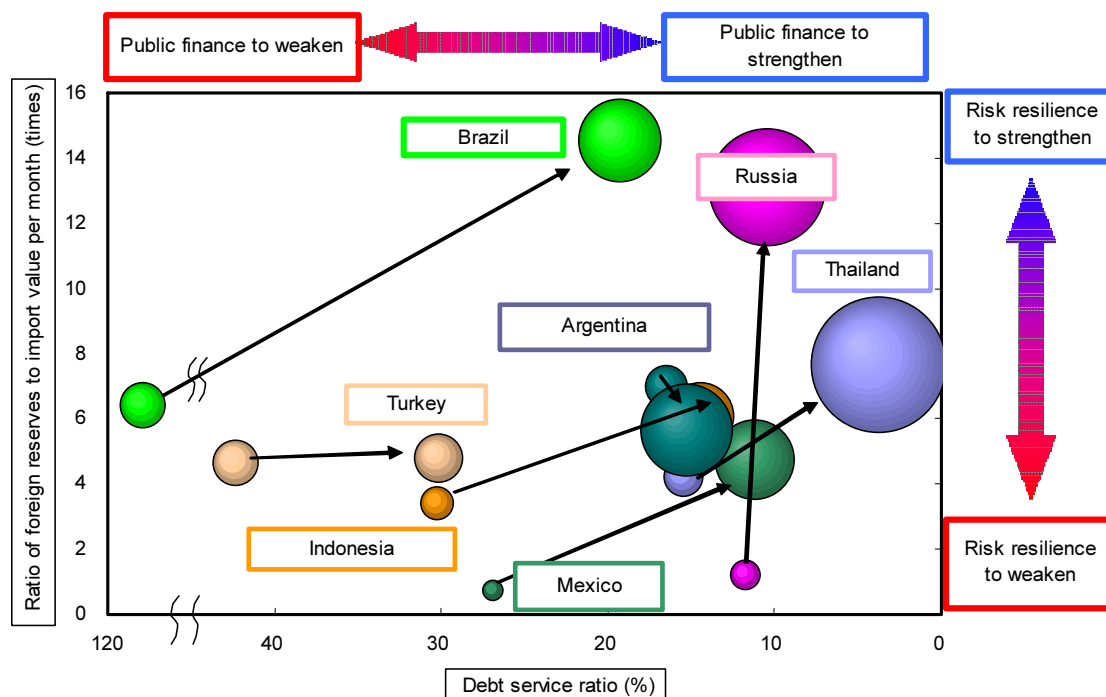 Public finance to weaken
Public finance to
strengthen
Ratio of foreign reserves to import value per month (times)
16
14
12
10
8
6
4
2
0
Brazil
Russia
Thailand
Argentina
Turkey
Indonesia
Mexico
Risk resilience
to strengthen
Risk resilience
to weaken
120
40
30
20
10
0
Debt service ratio (%)